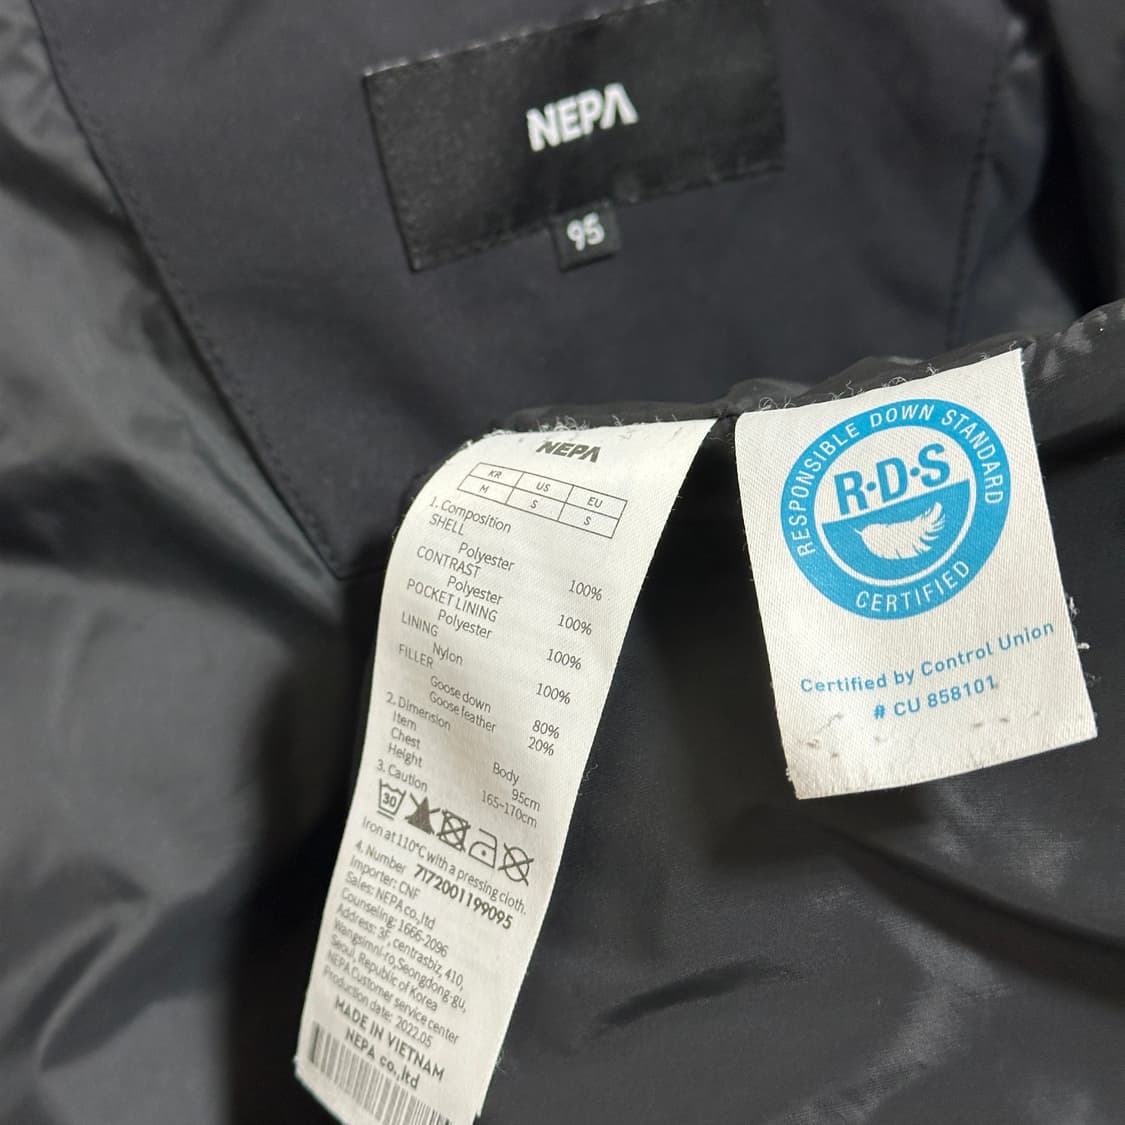 NEPA
95
NEPA
KR US EU
M S S
1. Composition
SHELL
Polyester 100%
CONTRAST
Polyester 100%
POCKET LINING
Polyester 100%
LINING
Nylon 100%
FILLER
Goose down 80%
Goose feather 20%
2. Dimension
Item Body
Chest 95cm
Height 165-170cm
3. Caution
30
Iron at 110℃ with a pressing cloth.
4. Number 7172001199095
Importer: CNF
Sales: NEPA co,.ltd
Counseling: 1666-2096
Address: 3F, centrasbiz, 410,
Wangsimni-ro, Seongdong-gu,
Seoul, Republic of Korea
NEPA Customer service center
Production date: 2022.05
MADE IN VIETNAM
NEPA co,.ltd
RESPONSIBLE DOWN STANDARD
R·D·S
CERTIFIED
Certified by Control Union
# CU 858101